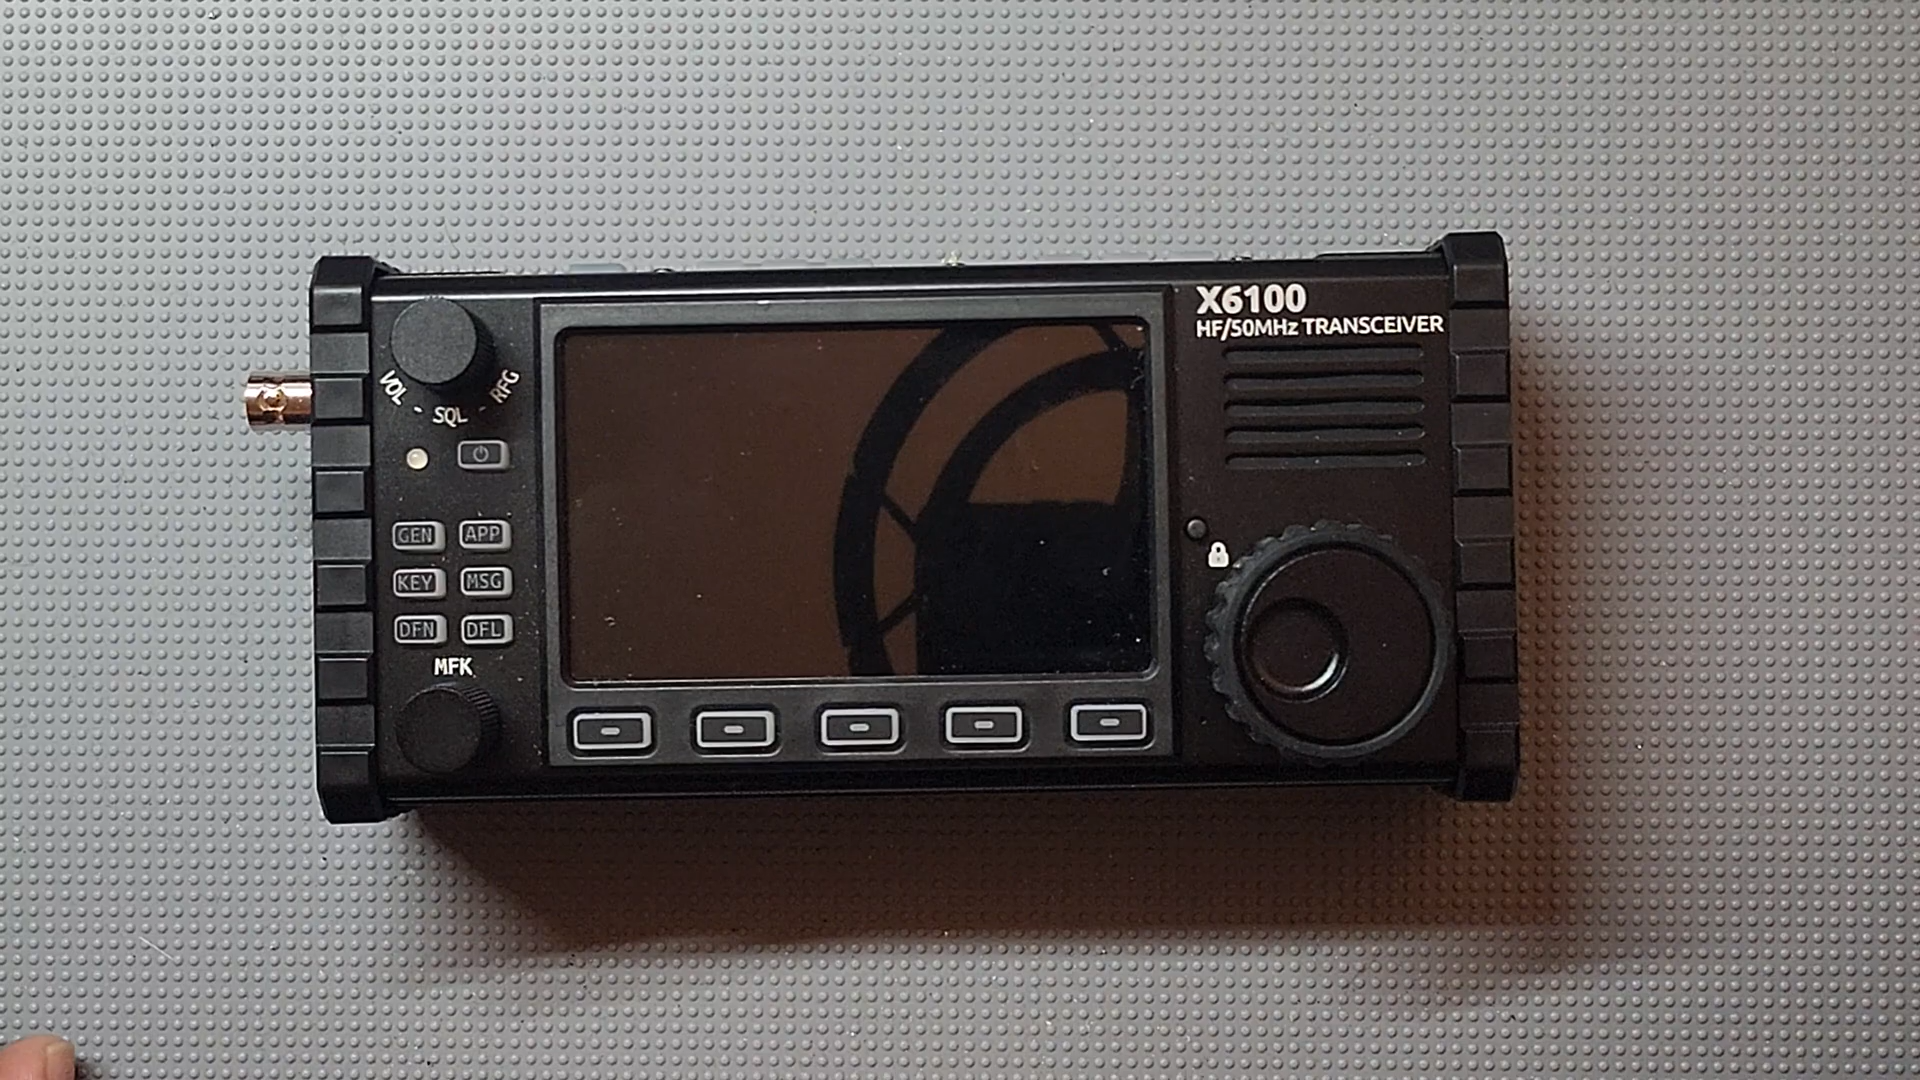 X6100
HF/50MHz TRANSCEIVER
VOL - SQL - RFG
GEN APP
KEY MSG
DFN DFL
MFK